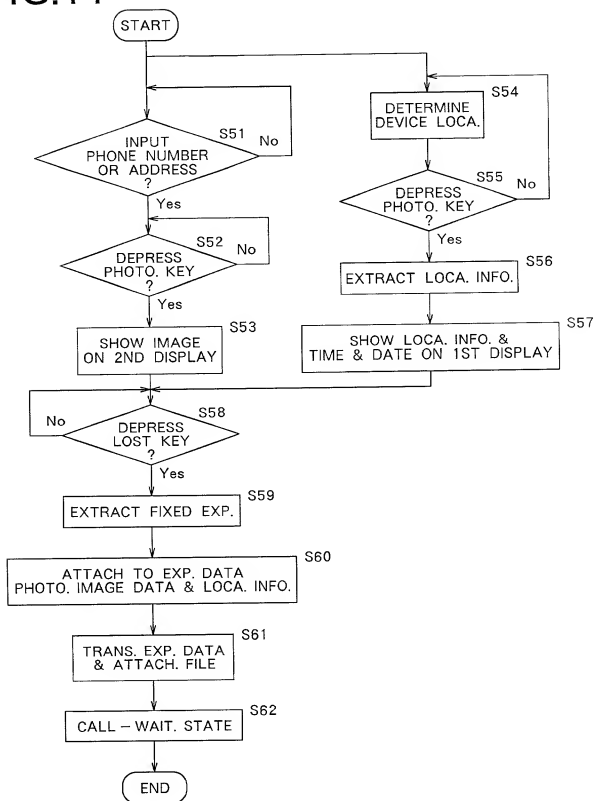 START
S51
INPUT
PHONE NUMBER
OR ADDRESS
?
No
Yes
S52
DEPRESS
PHOTO. KEY
?
No
Yes
S53
SHOW IMAGE
ON 2ND DISPLAY
S54
DETERMINE
DEVICE LOCA.
S55
DEPRESS
PHOTO. KEY
?
No
Yes
S56
EXTRACT LOCA. INFO.
S57
SHOW LOCA. INFO. &
TIME & DATE ON 1ST DISPLAY
S58
DEPRESS
LOST KEY
?
No
Yes
S59
EXTRACT FIXED EXP.
S60
ATTACH TO EXP. DATA
PHOTO. IMAGE DATA & LOCA. INFO.
S61
TRANS. EXP. DATA
& ATTACH. FILE
S62
CALL – WAIT. STATE
END